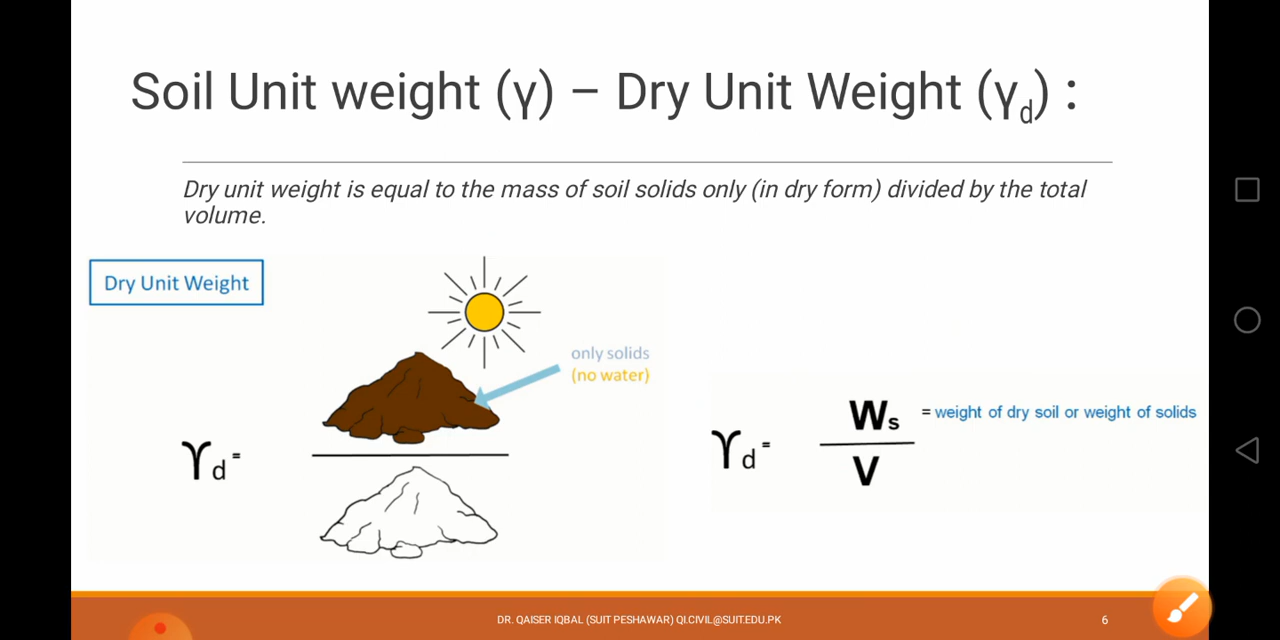 Soil Unit weight (γ) – Dry Unit Weight (γd) :
Dry unit weight is equal to the mass of soil solids only (in dry form) divided by the total
volume.
Dry Unit Weight
only solids
(no water)
ϒd =
ϒd = Ws = weight of dry soil or weight of solids
V
DR. QAISER IQBAL (SUIT PESHAWAR) QI.CIVIL@SUIT.EDU.PK
6